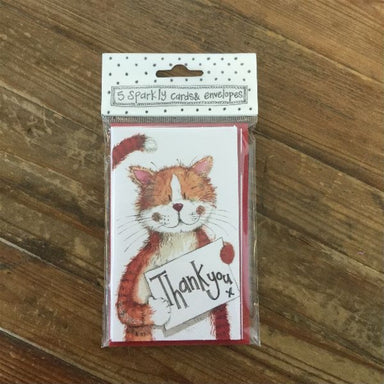 5 Sparkly cards & envelopes
Thank you
x